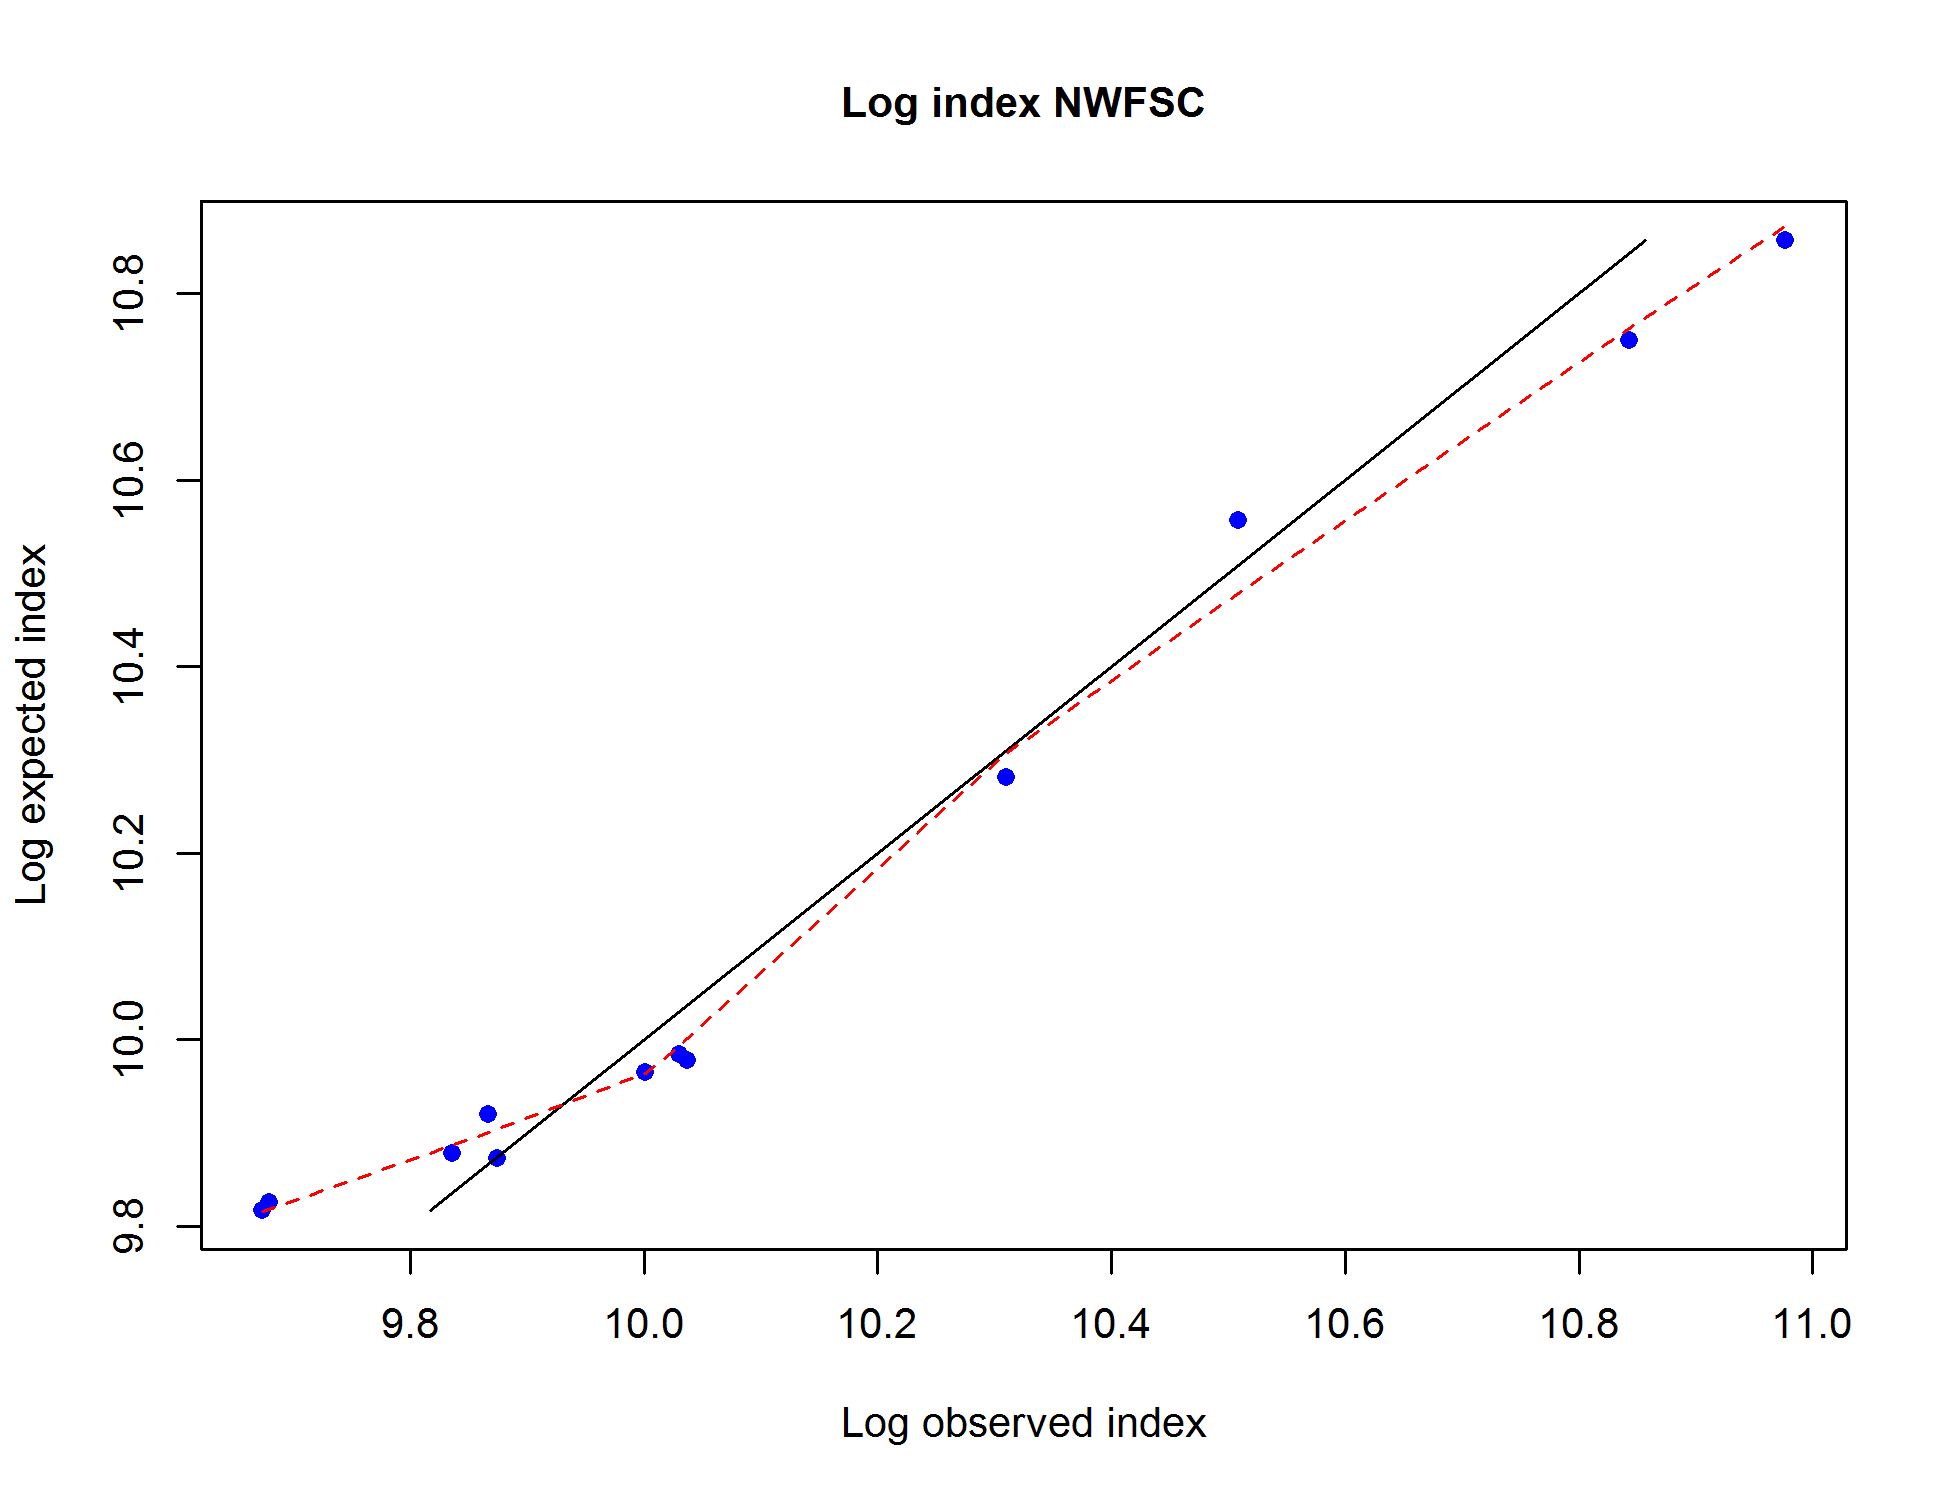 Log index NWFSC
Log expected index
10.8
10.6
10.4
10.2
10.0
9.8
9.8 10.0 10.2 10.4 10.6 10.8 11.0
Log observed index